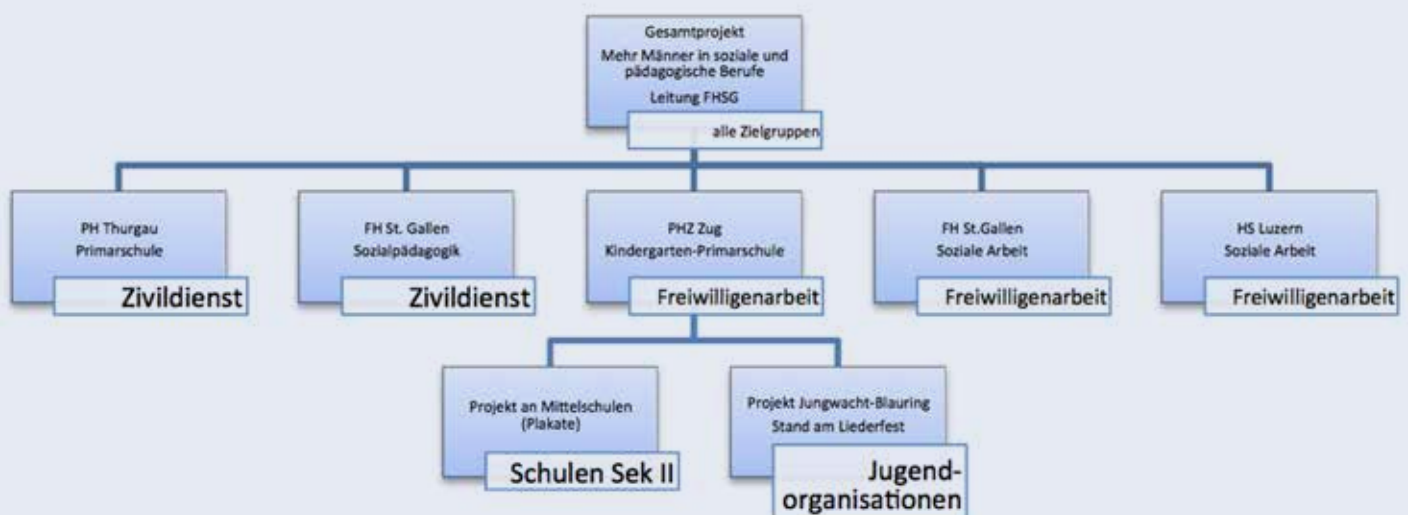 Gesamtprojekt
Mehr Männer in soziale und
pädagogische Berufe
Leitung FHSG
alle Zielgruppen
PH Thurgau
Primarschule
Zivildienst
FH St. Gallen
Sozialpädagogik
Zivildienst
PHZ Zug
Kindergarten-Primarschule
Freiwilligenarbeit
FH St.Gallen
Soziale Arbeit
Freiwilligenarbeit
HS Luzern
Soziale Arbeit
Freiwilligenarbeit
Projekt an Mittelschulen
(Plakate)
Schulen Sek II
Projekt Jungwacht-Blauring
Stand am Liederfest
Jugend-
organisationen